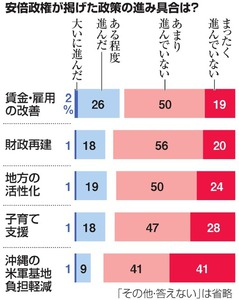 安倍政権が掲げた政策の進み具合は?
大いに進んだ
ある程度進んだ
あまり進んでいない
まったく進んでいない
賃金・雇用の改善 2% 26 50 19
財政再建 1 18 56 20
地方の活性化 1 19 50 24
子育て支援 1 18 47 28
沖縄の米軍基地負担軽減 1 9 41 41
「その他・答えない」は省略